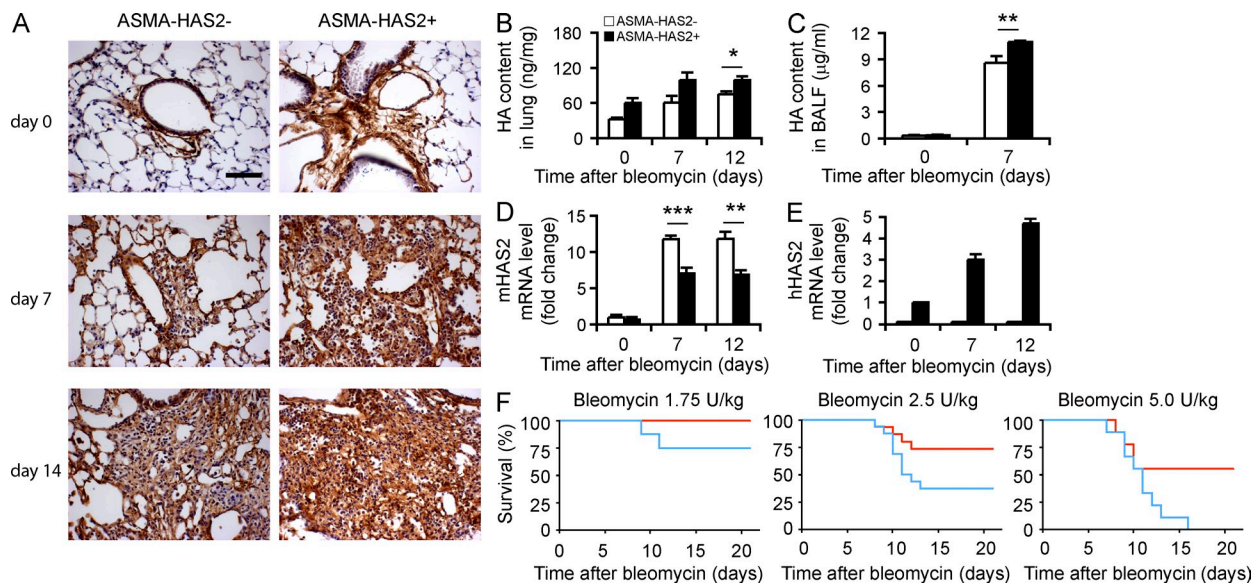 A
ASMA-HAS2-
ASMA-HAS2+
day 0
day 7
day 14
B
ASMA-HAS2-
ASMA-HAS2+
HA content
in lung (ng/mg)
180
120
60
0
*
0 7 12
Time after bleomycin (days)
C
HA content
in BALF (μg/ml)
12
9
6
3
0
**
0 7
Time after bleomycin (days)
D
mHAS2
mRNA level
(fold change)
15
10
5
0
***
**
0 7 12
Time after bleomycin (days)
E
hHAS2
mRNA level
(fold change)
5
4
3
2
1
0
0 7 12
Time after bleomycin (days)
F
Bleomycin 1.75 U/kg
Survival (%)
100
75
50
25
0
0 5 10 15 20
Time after bleomycin (days)
Bleomycin 2.5 U/kg
100
75
50
25
0
0 5 10 15 20
Time after bleomycin (days)
Bleomycin 5.0 U/kg
100
75
50
25
0
0 5 10 15 20
Time after bleomycin (days)